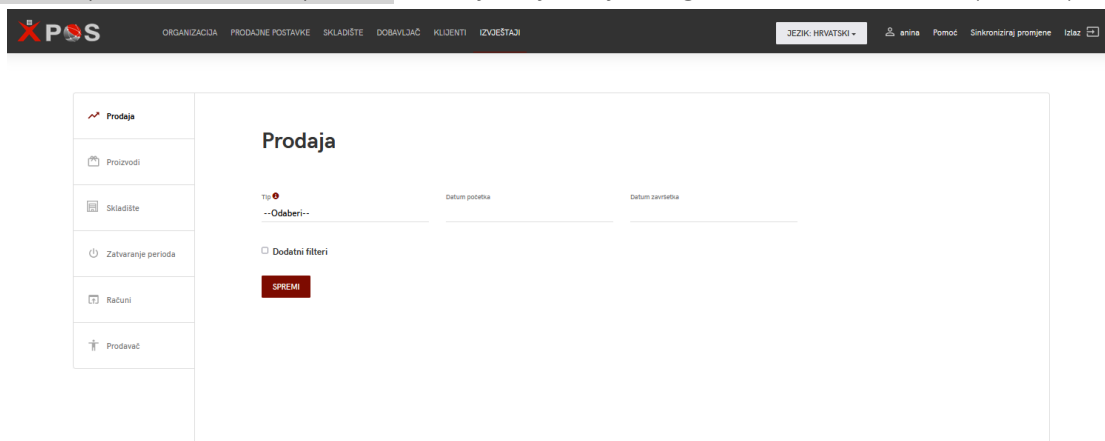 XPOS ORGANIZACIJA PRODAJNE POSTAVKE SKLADIŠTE DOBAVLJAČ KLIJENTI IZVJEŠTAJI JEZIK: HRVATSKI anina Pomoć Sinkroniziraj promjene Izlaz
Prodaja
Proizvodi
Skladište
Zatvaranje perioda
Računi
Prodavač
Prodaja
Tip Datum početka Datum završetka
--Odaberi--
Dodatni filteri
SPREMI